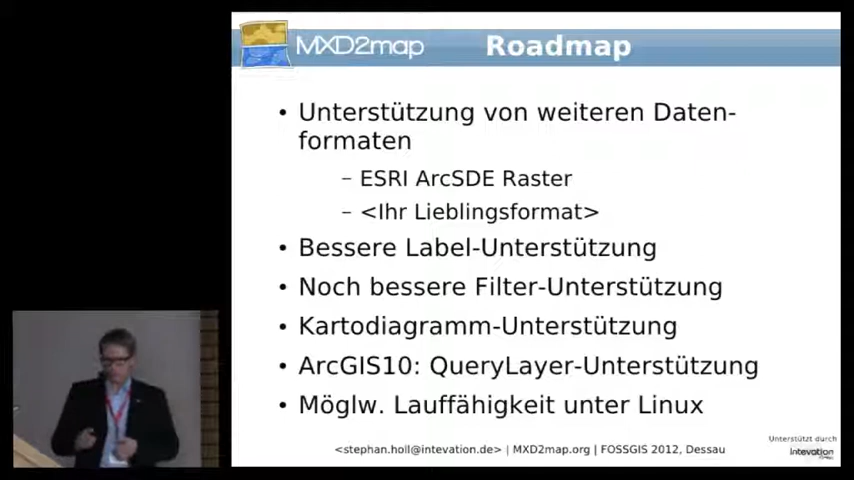 MXD2map Roadmap
• Unterstützung von weiteren Daten-
formaten
– ESRI ArcSDE Raster
– <Ihr Lieblingsformat>
• Bessere Label-Unterstützung
• Noch bessere Filter-Unterstützung
• Kartodiagramm-Unterstützung
• ArcGIS10: QueryLayer-Unterstützung
• Möglw. Lauffähigkeit unter Linux
Unterstützt durch
Intevation
<stephan.holl@intevation.de> | MXD2map.org | FOSSGIS 2012, Dessau